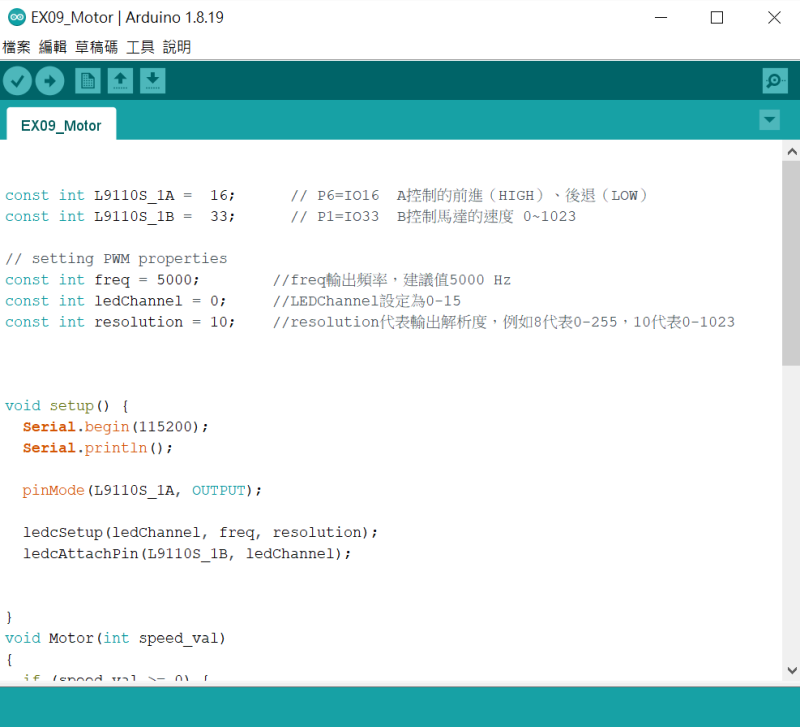 EX09_Motor | Arduino 1.8.19
檔案 編輯 草稿碼 工具 說明
EX09_Motor
const int L9110S_1A =  16;      // P6=IO16  A控制的前進（HIGH）、後退（LOW）
const int L9110S_1B =  33;      // P1=IO33  B控制馬達的速度 0~1023
// setting PWM properties
const int freq = 5000;        //freq輸出頻率，建議值5000 Hz
const int ledChannel = 0;     //LEDChannel設定為0-15
const int resolution = 10;    //resolution代表輸出解析度，例如8代表0-255，10代表0-1023
void setup() {
  Serial.begin(115200);
  Serial.println();
  pinMode(L9110S_1A, OUTPUT);
  ledcSetup(ledChannel, freq, resolution);
  ledcAttachPin(L9110S_1B, ledChannel);
}
void Motor(int speed_val)
{
  if (speed_val >= 0) {